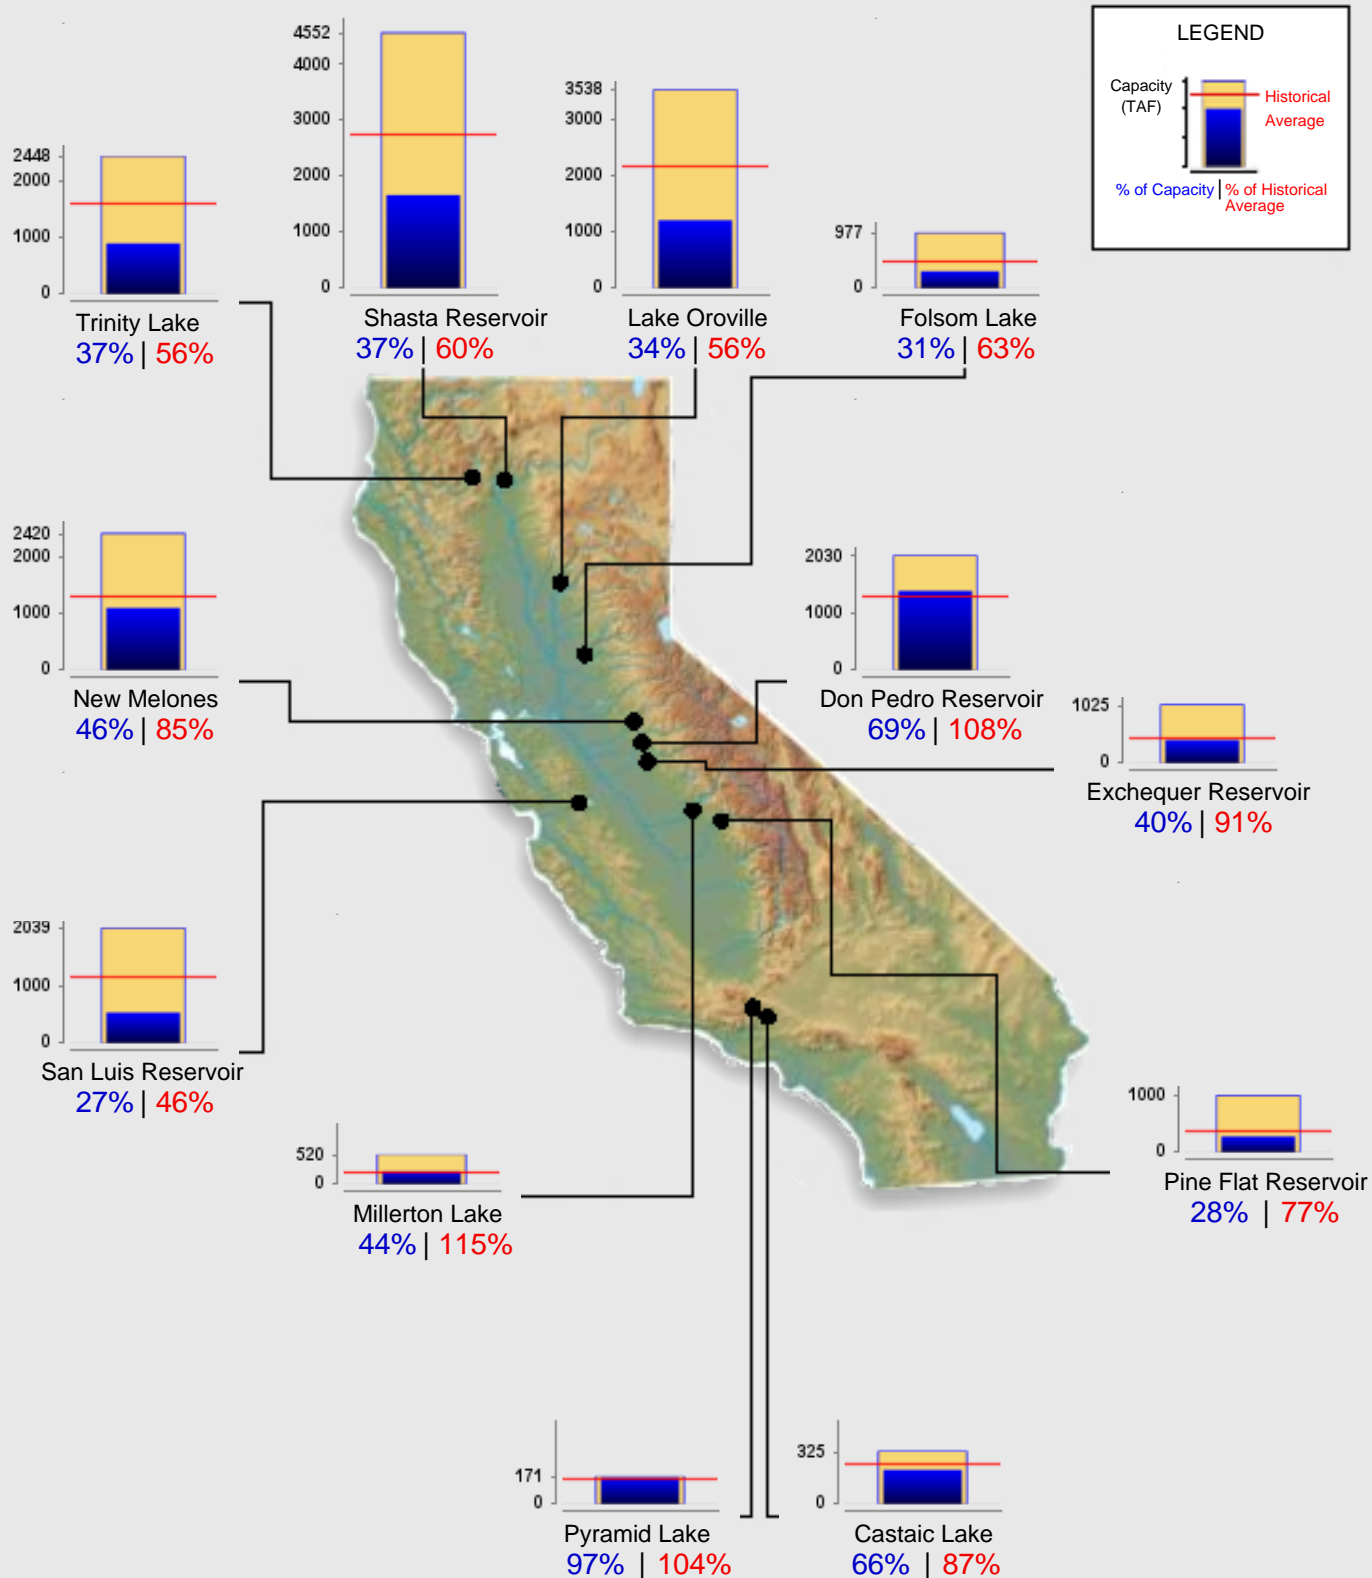 LEGEND
Capacity
(TAF)
Historical
Average
% of Capacity | % of Historical
Average
2448
2000
1000
0
Trinity Lake
37% | 56%
4552
4000
3000
2000
1000
0
Shasta Reservoir
37% | 60%
3538
3000
2000
1000
0
Lake Oroville
34% | 56%
977
0
Folsom Lake
31% | 63%
2420
2000
1000
0
New Melones
46% | 85%
2030
1000
0
Don Pedro Reservoir
69% | 108%
1025
0
Exchequer Reservoir
40% | 91%
2039
1000
0
San Luis Reservoir
27% | 46%
520
0
Millerton Lake
44% | 115%
1000
0
Pine Flat Reservoir
28% | 77%
171
0
Pyramid Lake
97% | 104%
325
0
Castaic Lake
66% | 87%